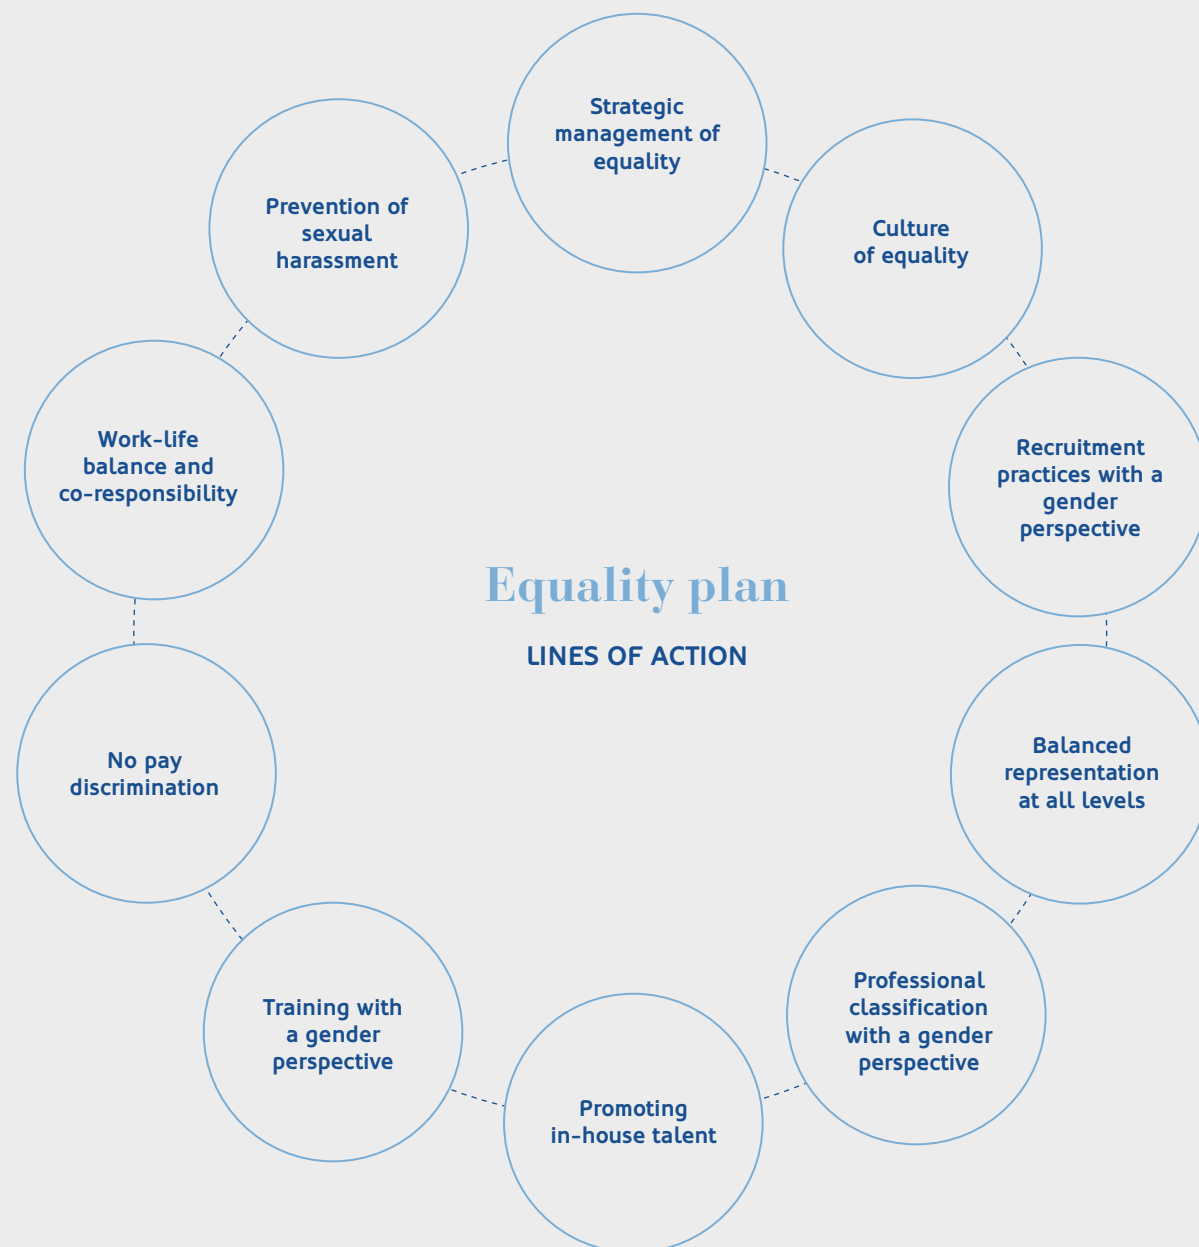 Strategic
management of
equality
Culture
of equality
Recruitment
practices with a
gender
perspective
Balanced
representation
at all levels
Professional
classification
with a gender
perspective
Promoting
in-house talent
Training with
a gender
perspective
No pay
discrimination
Work-life
balance and
co-responsibility
Prevention of
sexual
harassment
Equality plan
LINES OF ACTION